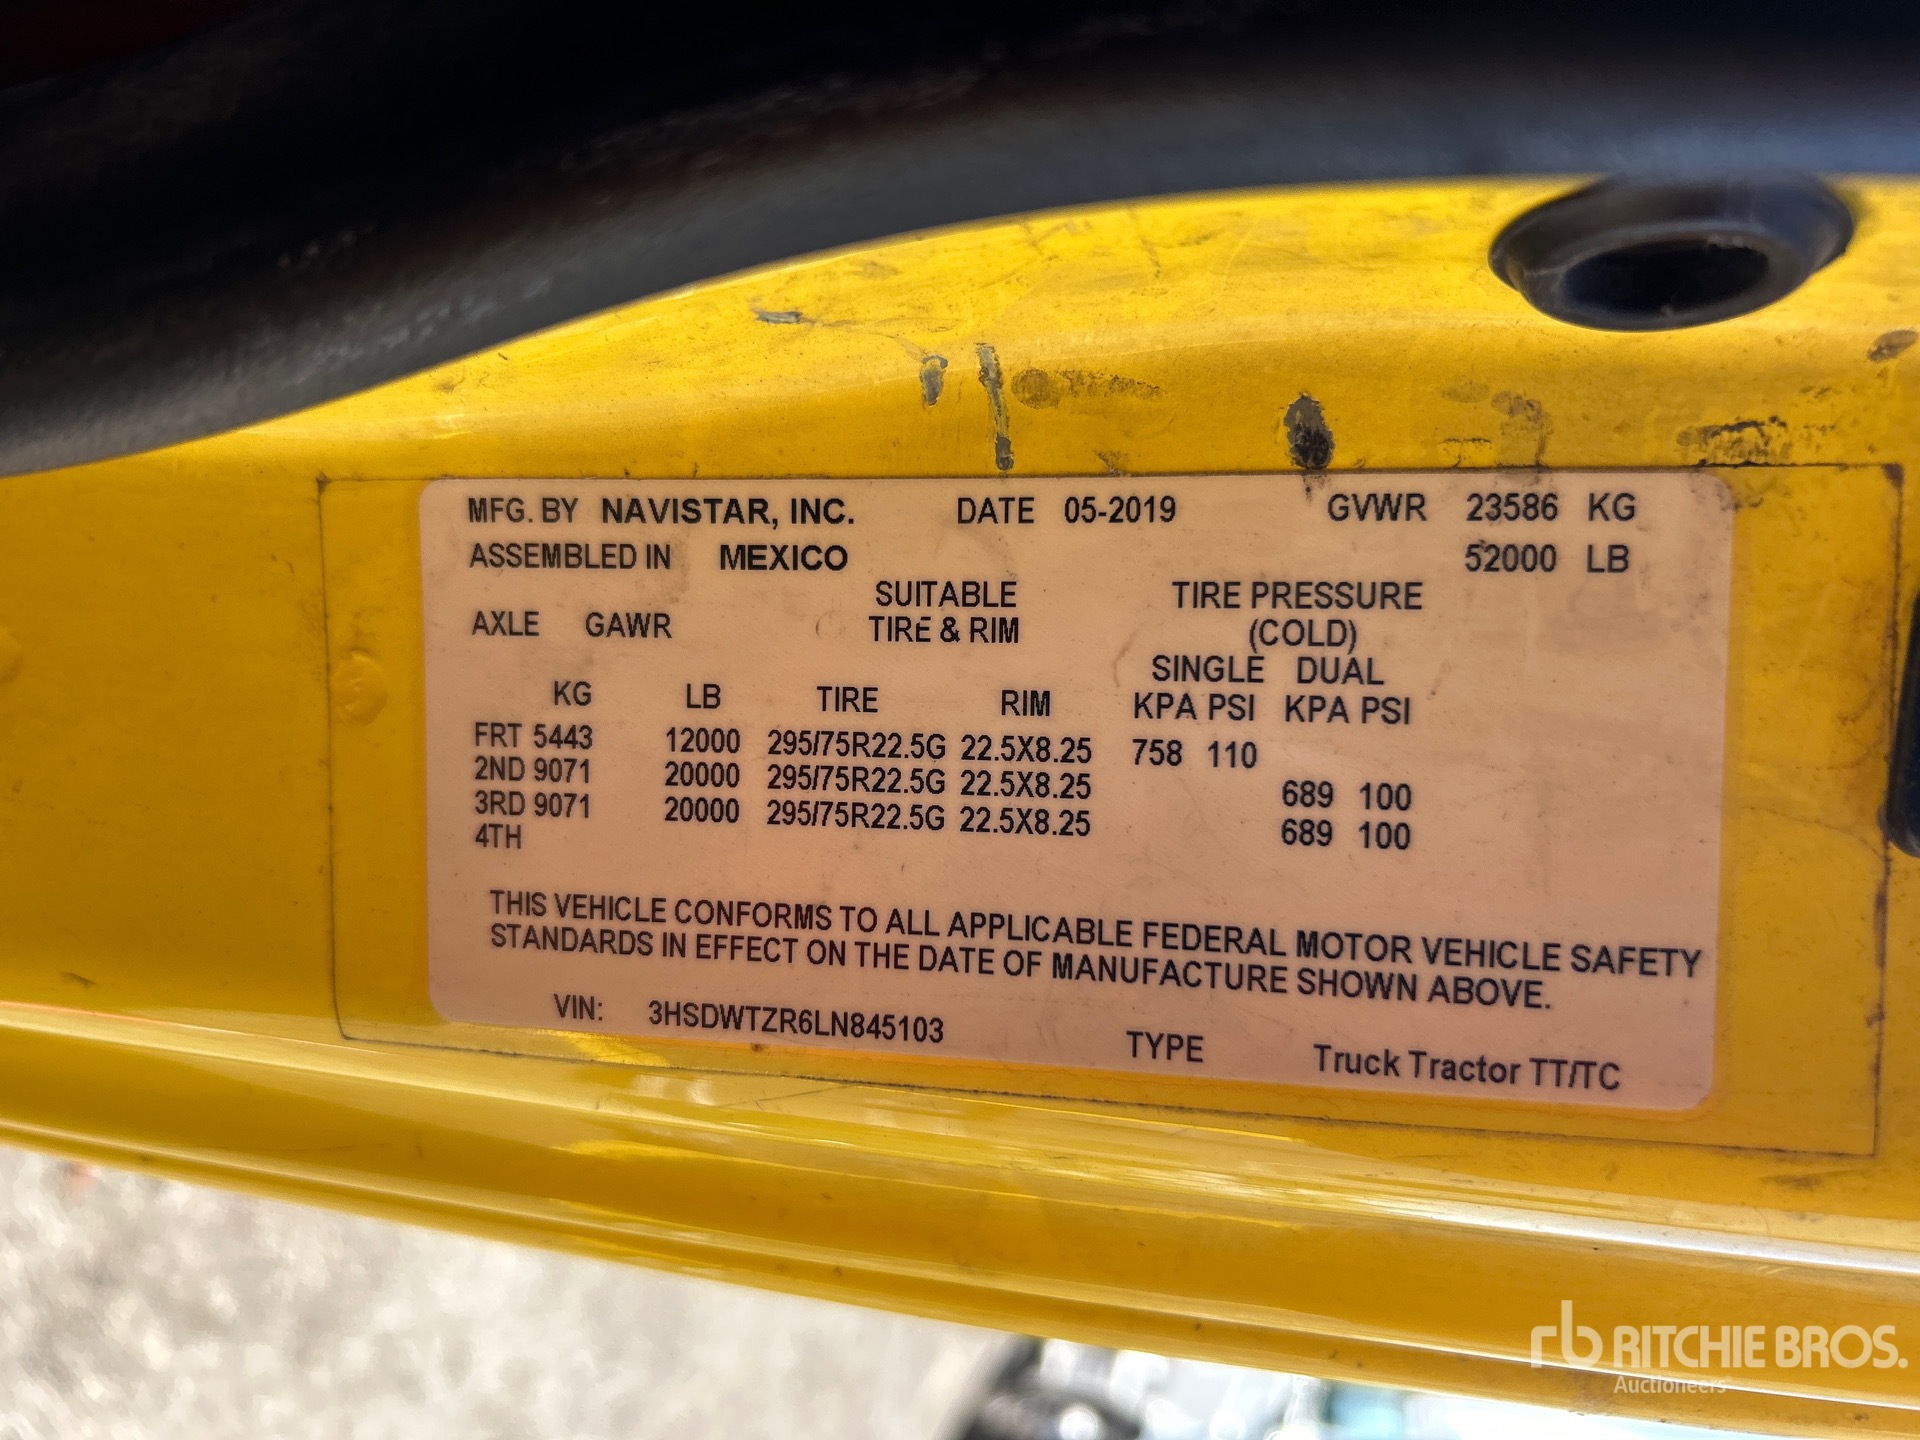 MFG. BY NAVISTAR, INC. DATE 05-2019 GVWR 23586 KG
ASSEMBLED IN MEXICO 52000 LB
SUITABLE TIRE PRESSURE
AXLE GAWR TIRE & RIM (COLD)
SINGLE DUAL
KG LB TIRE RIM KPA PSI KPA PSI
FRT 5443 12000 295/75R22.5G 22.5X8.25 758 110
2ND 9071 20000 295/75R22.5G 22.5X8.25 689 100
3RD 9071 20000 295/75R22.5G 22.5X8.25 689 100
4TH
THIS VEHICLE CONFORMS TO ALL APPLICABLE FEDERAL MOTOR VEHICLE SAFETY
STANDARDS IN EFFECT ON THE DATE OF MANUFACTURE SHOWN ABOVE.
VIN: 3HSDWTZR6LN845103 TYPE Truck Tractor TT/TC
rb RITCHIE BROS.
Auctioneers